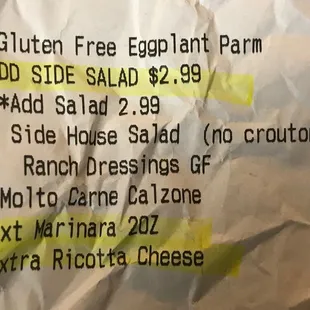 Gluten Free Eggplant Parm
DD SIDE SALAD $2.99
*Add Salad 2.99
Side House Salad (no crouton
Ranch Dressings GF
Molto Carne Calzone
xt Marinara 2OZ
xtra Ricotta Cheese